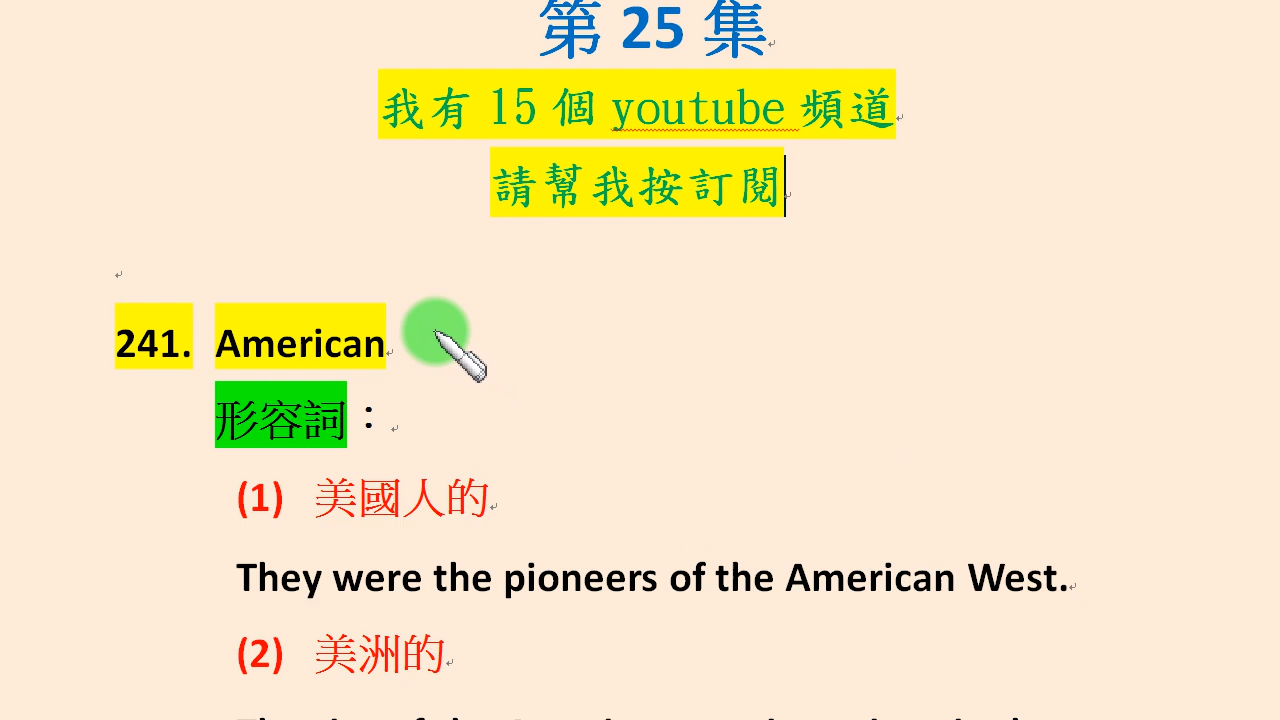 第 25 集
我有 15 個 youtube 頻道
請幫我按訂閱
241. American
形容詞：
(1) 美國人的
They were the pioneers of the American West.
(2) 美洲的